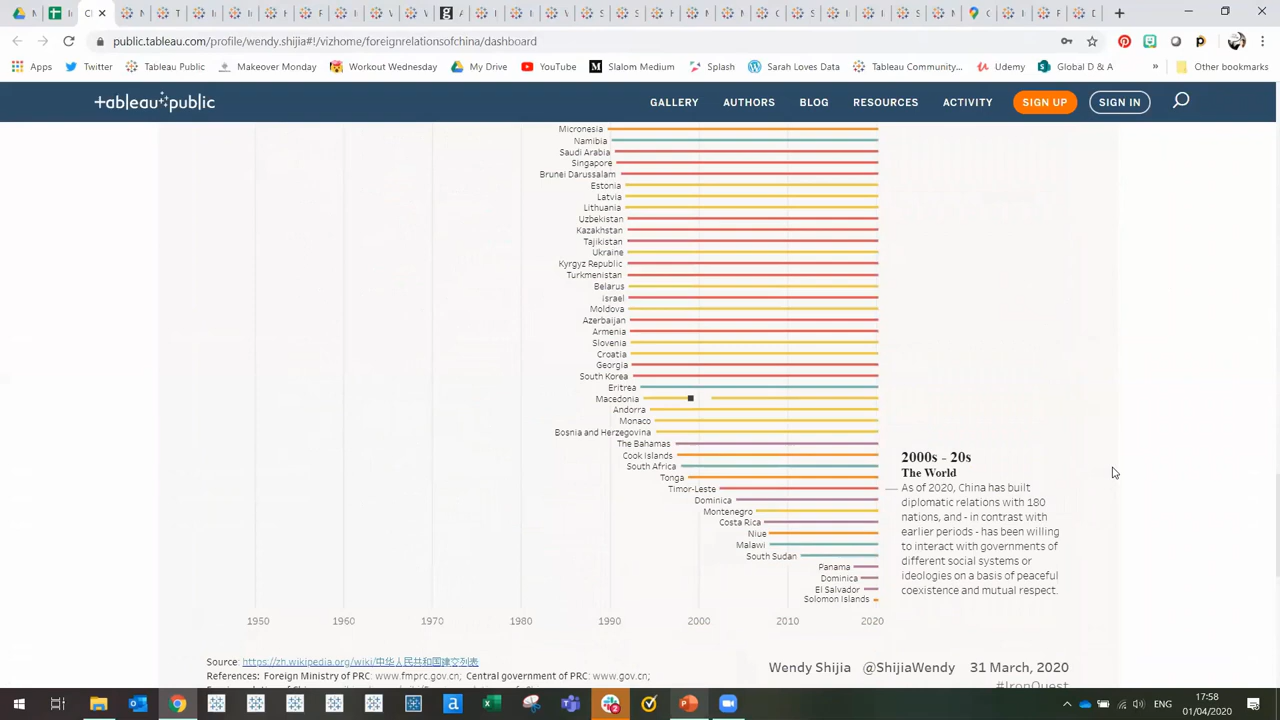 public.tableau.com/profile/wendy.shijia#!/vizhome/foreignrelationsofchina/dashboard
Apps
Twitter
Tableau Public
Makeover Monday
Workout Wednesday
My Drive
YouTube
Slalom Medium
Splash
Sarah Loves Data
Tableau Community...
Udemy
Global D & A
»
Other bookmarks
+ableau+public
GALLERY
AUTHORS
BLOG
RESOURCES
ACTIVITY
SIGN UP
SIGN IN
Micronesia
Namibia
Saudi Arabia
Singapore
Brunei Darussalam
Estonia
Latvia
Lithuania
Uzbekistan
Kazakhstan
Tajikistan
Ukraine
Kyrgyz Republic
Turkmenistan
Belarus
israel
Moldova
Azerbaijan
Armenia
Slovenia
Croatia
Georgia
South Korea
Eritrea
Macedonia
Andorra
Monaco
Bosnia and Herzegovina
The Bahamas
Cook Islands
South Africa
Tonga
Timor-Leste
Dominica
Montenegro
Costa Rica
Niue
Malawi
South Sudan
Panama
Dominica
El Salvador
Solomon Islands
2000s - 20s
The World
As of 2020, China has built
diplomatic relations with 180
nations, and - in contrast with
earlier periods - has been willing
to interact with governments of
different social systems or
ideologies on a basis of peaceful
coexistence and mutual respect.
1950 1960 1970 1980 1990 2000 2010 2020
Source: https://zh.wikipedia.org/wiki/中华人民共和国建交列表
References: Foreign Ministry of PRC: www.fmprc.gov.cn; Central government of PRC: www.gov.cn;
Wendy Shijia @ShijiaWendy 31 March, 2020
#IronQuest
ENG
17:58
01/04/2020